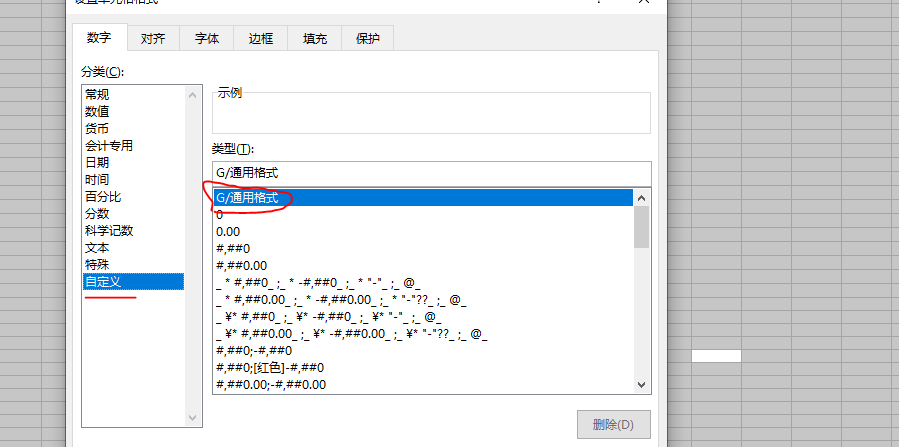 设置单元格格式
数字 对齐 字体 边框 填充 保护
分类(C):
常规
数值
货币
会计专用
日期
时间
百分比
分数
科学记数
文本
特殊
自定义
示例
类型(T):
G/通用格式
G/通用格式
0
0.00
#,##0
#,##0.00
_ * #,##0_ ;_ * -#,##0_ ;_ * "-"_ ;_ @_
_ * #,##0.00_ ;_ * -#,##0.00_ ;_ * "-"??_ ;_ @_
_ ¥* #,##0_ ;_ ¥* -#,##0_ ;_ ¥* "-"_ ;_ @_
_ ¥* #,##0.00_ ;_ ¥* -#,##0.00_ ;_ ¥* "-"??_ ;_ @_
#,##0;-#,##0
#,##0;[红色]-#,##0
#,##0.00;-#,##0.00
删除(D)